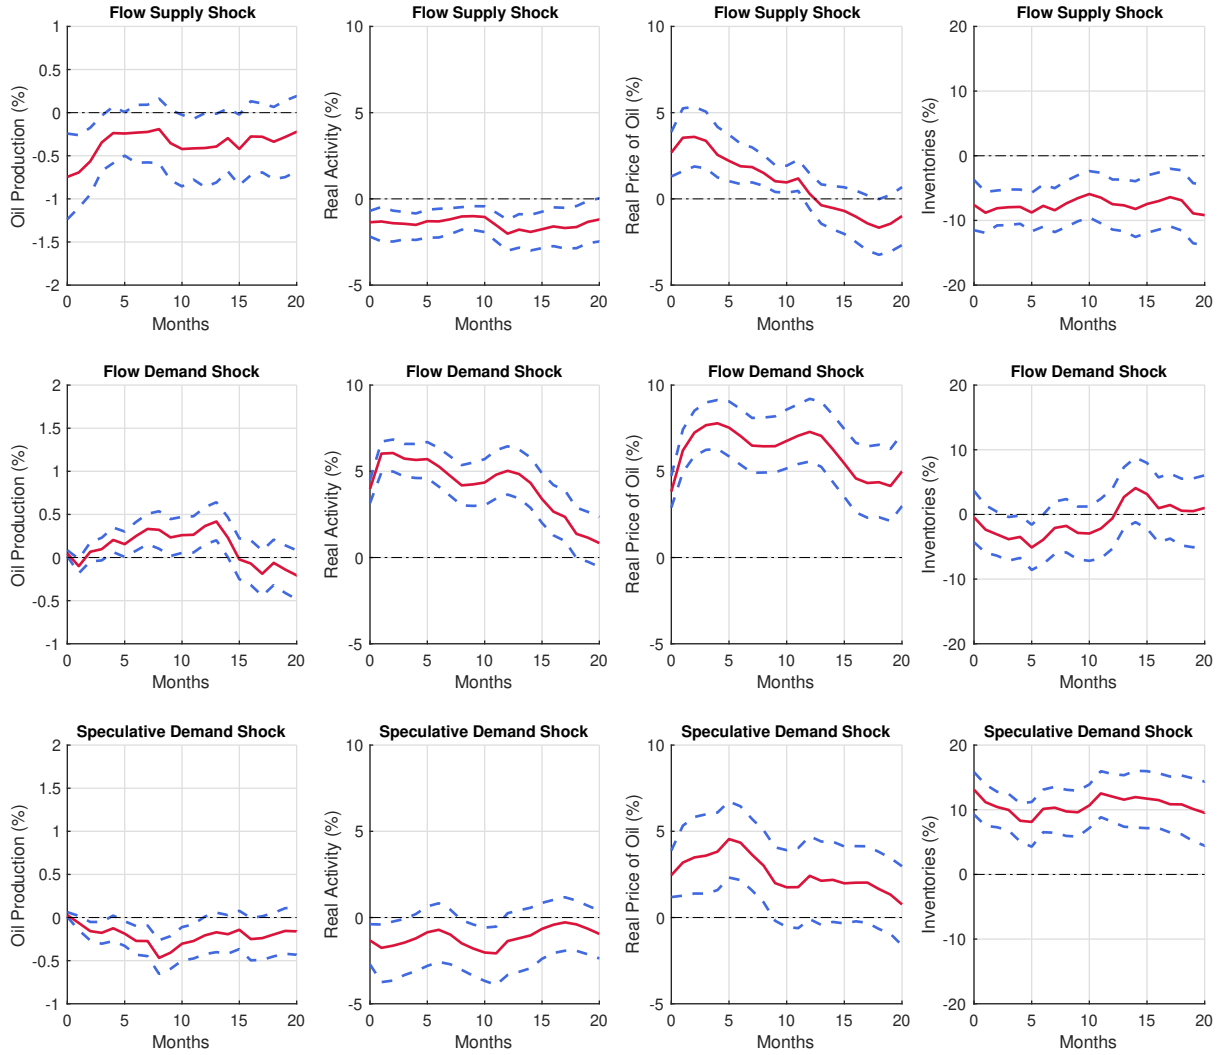 Flow Supply Shock
Oil Production (%)
1
0.5
0
-0.5
-1
-1.5
-2
0 5 10 15 20
Months
Flow Supply Shock
Real Activity (%)
10
5
0
-5
0 5 10 15 20
Months
Flow Supply Shock
Real Price of Oil (%)
10
5
0
-5
0 5 10 15 20
Months
Flow Supply Shock
Inventories (%)
20
10
0
-10
-20
0 5 10 15 20
Months
Flow Demand Shock
Oil Production (%)
2
1.5
1
0.5
0
-0.5
-1
0 5 10 15 20
Months
Flow Demand Shock
Real Activity (%)
10
5
0
-5
0 5 10 15 20
Months
Flow Demand Shock
Real Price of Oil (%)
10
5
0
-5
0 5 10 15 20
Months
Flow Demand Shock
Inventories (%)
20
10
0
-10
-20
0 5 10 15 20
Months
Speculative Demand Shock
Oil Production (%)
2
1.5
1
0.5
0
-0.5
-1
0 5 10 15 20
Months
Speculative Demand Shock
Real Activity (%)
10
5
0
-5
0 5 10 15 20
Months
Speculative Demand Shock
Real Price of Oil (%)
10
5
0
-5
0 5 10 15 20
Months
Speculative Demand Shock
Inventories (%)
20
10
0
-10
-20
0 5 10 15 20
Months